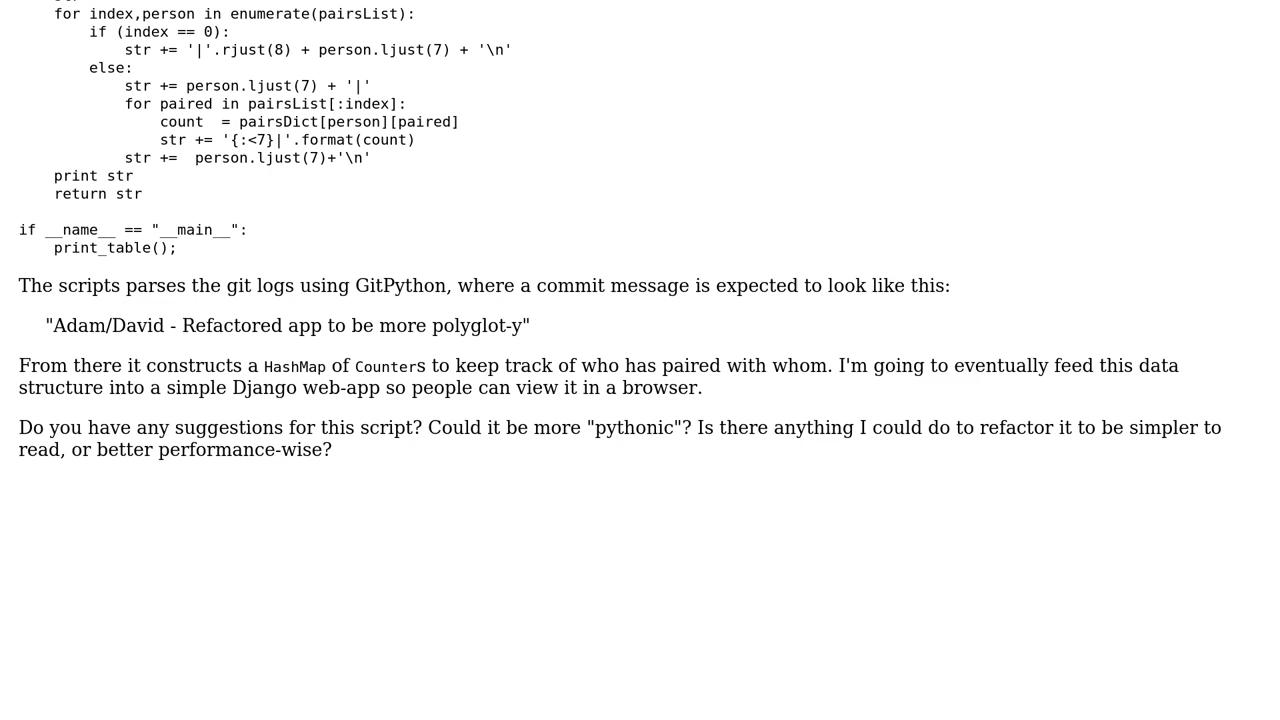 for index,person in enumerate(pairsList):
        if (index == 0):
            str += '|'.rjust(8) + person.ljust(7) + '\n'
        else:
            str += person.ljust(7) + '|'
            for paired in pairsList[:index]:
                count  = pairsDict[person][paired]
                str += '{:<7}|'.format(count)
            str +=  person.ljust(7)+'\n'
    print str
    return str

if __name__ == "__main__":
    print_table();
The scripts parses the git logs using GitPython, where a commit message is expected to look like this:
"Adam/David - Refactored app to be more polyglot-y"
From there it constructs a HashMap of Counters to keep track of who has paired with whom. I'm going to eventually feed this data
structure into a simple Django web-app so people can view it in a browser.
Do you have any suggestions for this script? Could it be more "pythonic"? Is there anything I could do to refactor it to be simpler to
read, or better performance-wise?